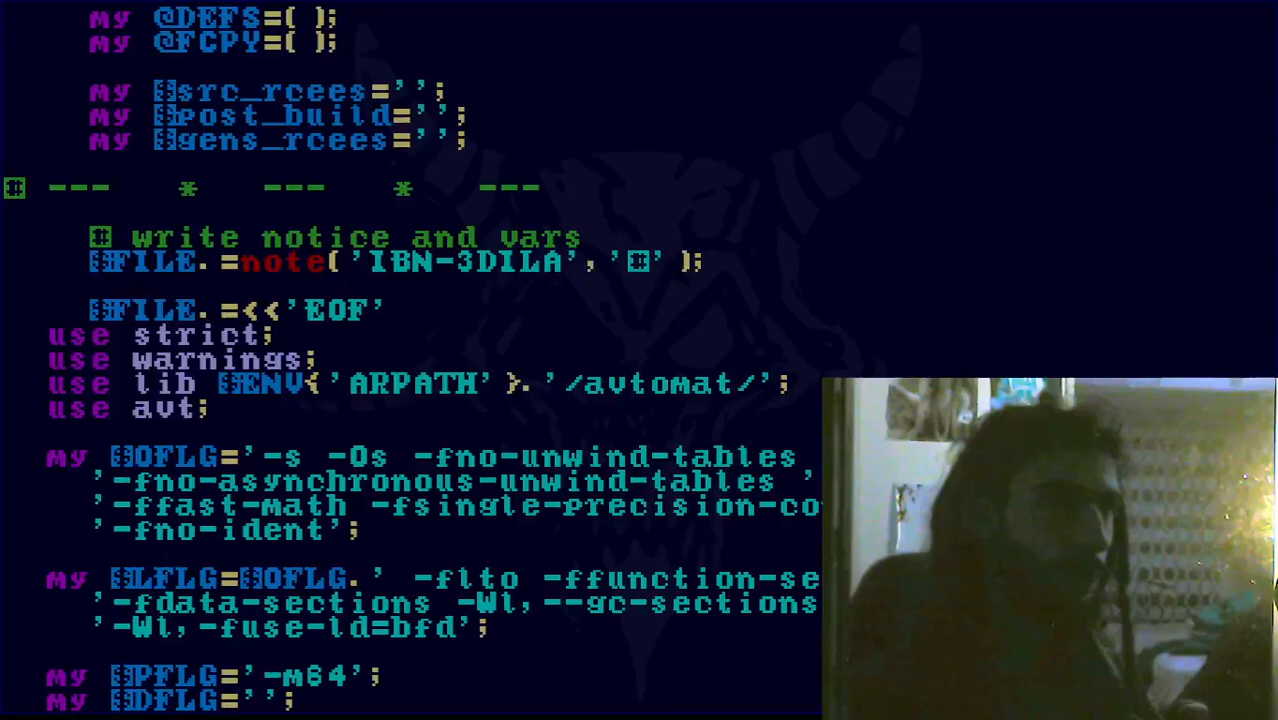 my @DEFS=( );
my @FCPY=( );
my $src_rcees='';
my $post_build='';
my $gens_rcees='';
# --- * --- * ---
# write notice and vars
$FILE.=note('IBN-3DILA','#');
$FILE.=<<'EOF'
use strict;
use warnings;
use lib $ENV{'ARPATH'}.'/avtomat/';
use avt;
my $OFLG='-s -Os -fno-unwind-tables
'-fno-asynchronous-unwind-tables '
'-ffast-math -fsingle-precision-co
'-fno-ident';
my $LFLG=$OFLG.' -flto -ffunction-se
'-fdata-sections -Wl,--gc-sections
'-Wl,-fuse-ld=bfd';
my $PFLG='-m64';
my $DFLG='';